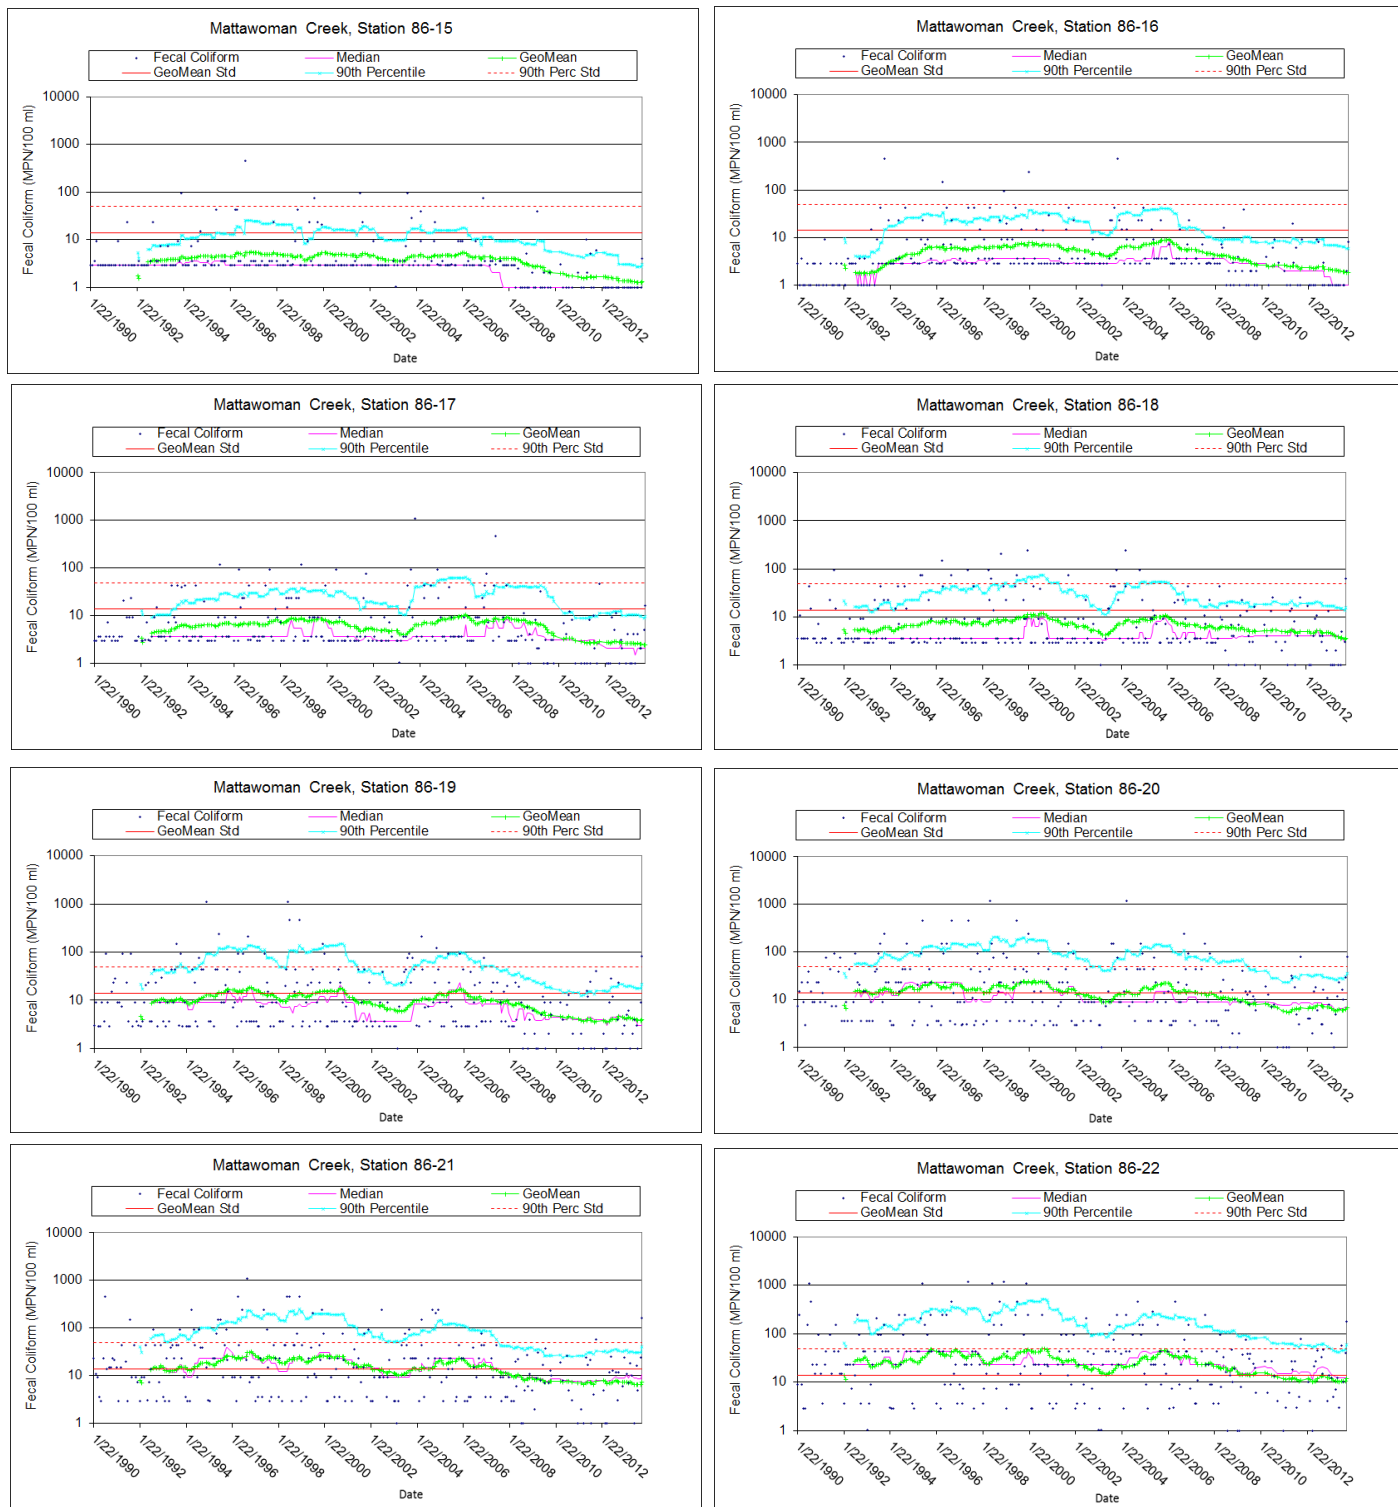 Mattawoman Creek, Station 86-15
Fecal Coliform Median GeoMean
GeoMean Std 90th Percentile 90th Perc Std
Fecal Coliform (MPN/100 ml)
10000
1000
100
10
1
1/22/1990 1/22/1992 1/22/1994 1/22/1996 1/22/1998 1/22/2000 1/22/2002 1/22/2004 1/22/2006 1/22/2008 1/22/2010 1/22/2012
Date
Mattawoman Creek, Station 86-16
Fecal Coliform Median GeoMean
GeoMean Std 90th Percentile 90th Perc Std
Fecal Coliform (MPN/100 ml)
10000
1000
100
10
1
1/22/1990 1/22/1992 1/22/1994 1/22/1996 1/22/1998 1/22/2000 1/22/2002 1/22/2004 1/22/2006 1/22/2008 1/22/2010 1/22/2012
Date
Mattawoman Creek, Station 86-17
Fecal Coliform Median GeoMean
GeoMean Std 90th Percentile 90th Perc Std
Fecal Coliform (MPN/100 ml)
10000
1000
100
10
1
1/22/1990 1/22/1992 1/22/1994 1/22/1996 1/22/1998 1/22/2000 1/22/2002 1/22/2004 1/22/2006 1/22/2008 1/22/2010 1/22/2012
Date
Mattawoman Creek, Station 86-18
Fecal Coliform Median GeoMean
GeoMean Std 90th Percentile 90th Perc Std
Fecal Coliform (MPN/100 ml)
10000
1000
100
10
1
1/22/1990 1/22/1992 1/22/1994 1/22/1996 1/22/1998 1/22/2000 1/22/2002 1/22/2004 1/22/2006 1/22/2008 1/22/2010 1/22/2012
Date
Mattawoman Creek, Station 86-19
Fecal Coliform Median GeoMean
GeoMean Std 90th Percentile 90th Perc Std
Fecal Coliform (MPN/100 ml)
10000
1000
100
10
1
1/22/1990 1/22/1992 1/22/1994 1/22/1996 1/22/1998 1/22/2000 1/22/2002 1/22/2004 1/22/2006 1/22/2008 1/22/2010 1/22/2012
Date
Mattawoman Creek, Station 86-20
Fecal Coliform Median GeoMean
GeoMean Std 90th Percentile 90th Perc Std
Fecal Coliform (MPN/100 ml)
10000
1000
100
10
1
1/22/1990 1/22/1992 1/22/1994 1/22/1996 1/22/1998 1/22/2000 1/22/2002 1/22/2004 1/22/2006 1/22/2008 1/22/2010 1/22/2012
Date
Mattawoman Creek, Station 86-21
Fecal Coliform Median GeoMean
GeoMean Std 90th Percentile 90th Perc Std
Fecal Coliform (MPN/100 ml)
10000
1000
100
10
1
1/22/1990 1/22/1992 1/22/1994 1/22/1996 1/22/1998 1/22/2000 1/22/2002 1/22/2004 1/22/2006 1/22/2008 1/22/2010 1/22/2012
Date
Mattawoman Creek, Station 86-22
Fecal Coliform Median GeoMean
GeoMean Std 90th Percentile 90th Perc Std
Fecal Coliform (MPN/100 ml)
10000
1000
100
10
1
1/22/1990 1/22/1992 1/22/1994 1/22/1996 1/22/1998 1/22/2000 1/22/2002 1/22/2004 1/22/2006 1/22/2008 1/22/2010 1/22/2012
Date